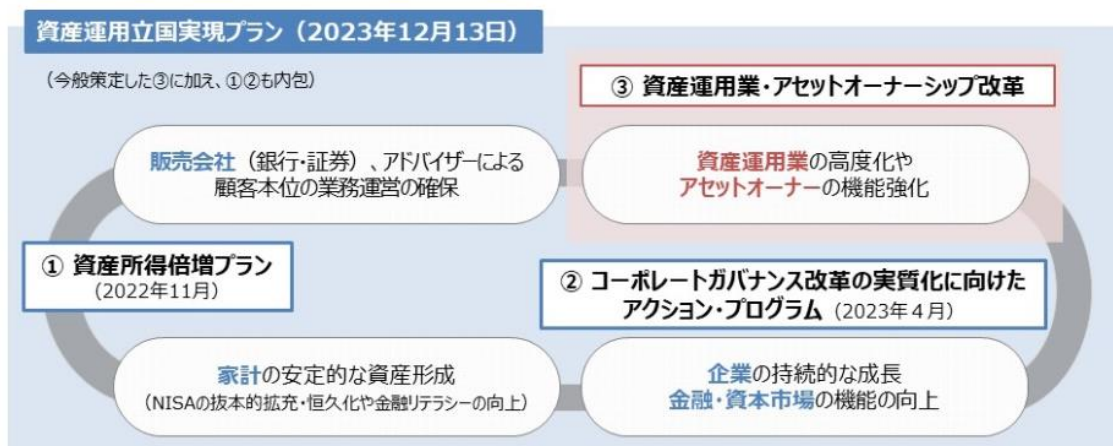 資産運用立国実現プラン（2023年12月13日）
（今般策定した③に加え、①②も内包）
③ 資産運用業・アセットオーナーシップ改革
販売会社（銀行・証券）、アドバイザーによる
顧客本位の業務運営の確保
資産運用業の高度化や
アセットオーナーの機能強化
① 資産所得倍増プラン
（2022年11月）
② コーポレートガバナンス改革の実質化に向けた
アクション・プログラム（2023年４月）
家計の安定的な資産形成
（NISAの抜本的拡充・恒久化や金融リテラシーの向上）
企業の持続的な成長
金融・資本市場の機能の向上